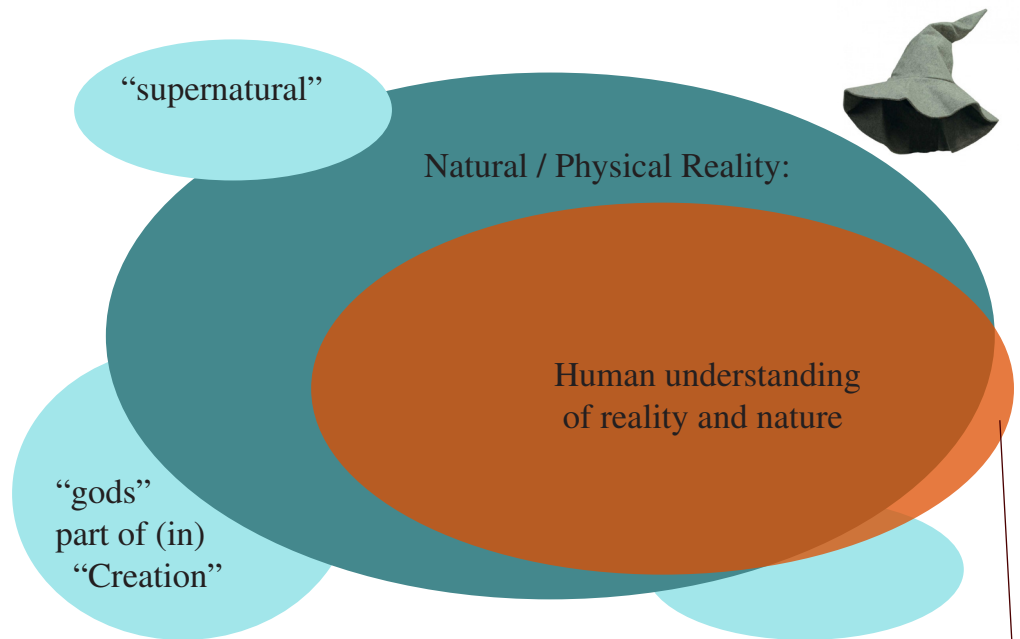 “supernatural”
Natural / Physical Reality:
Human understanding
of reality and nature
“gods”
part of (in)
“Creation”